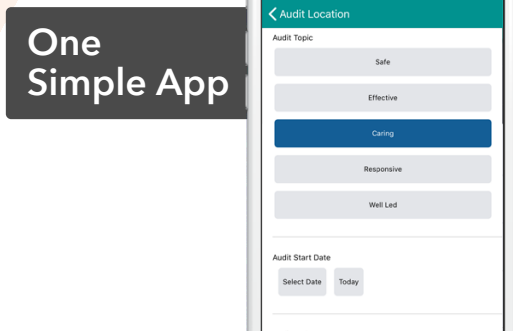 One
Simple App
Audit Location
Audit Topic
Safe
Effective
Caring
Responsive
Well Led
Audit Start Date
Select Date
Today